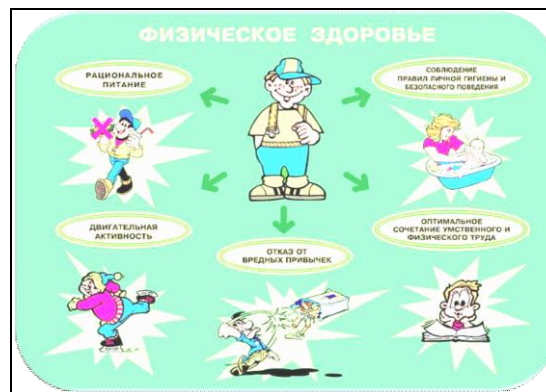 ФИЗИЧЕСКОЕ ЗДОРОВЬЕ
РАЦИОНАЛЬНОЕ
ПИТАНИЕ
СОБЛЮДЕНИЕ
ПРАВИЛ ЛИЧНОЙ ГИГИЕНЫ И
БЕЗОПАСНОГО ПОВЕДЕНИЯ
ДВИГАТЕЛЬНАЯ
АКТИВНОСТЬ
ОТКАЗ ОТ
ВРЕДНЫХ ПРИВЫЧЕК
ОПТИМАЛЬНОЕ
СОЧЕТАНИЕ УМСТВЕННОГО И
ФИЗИЧЕСКОГО ТРУДА